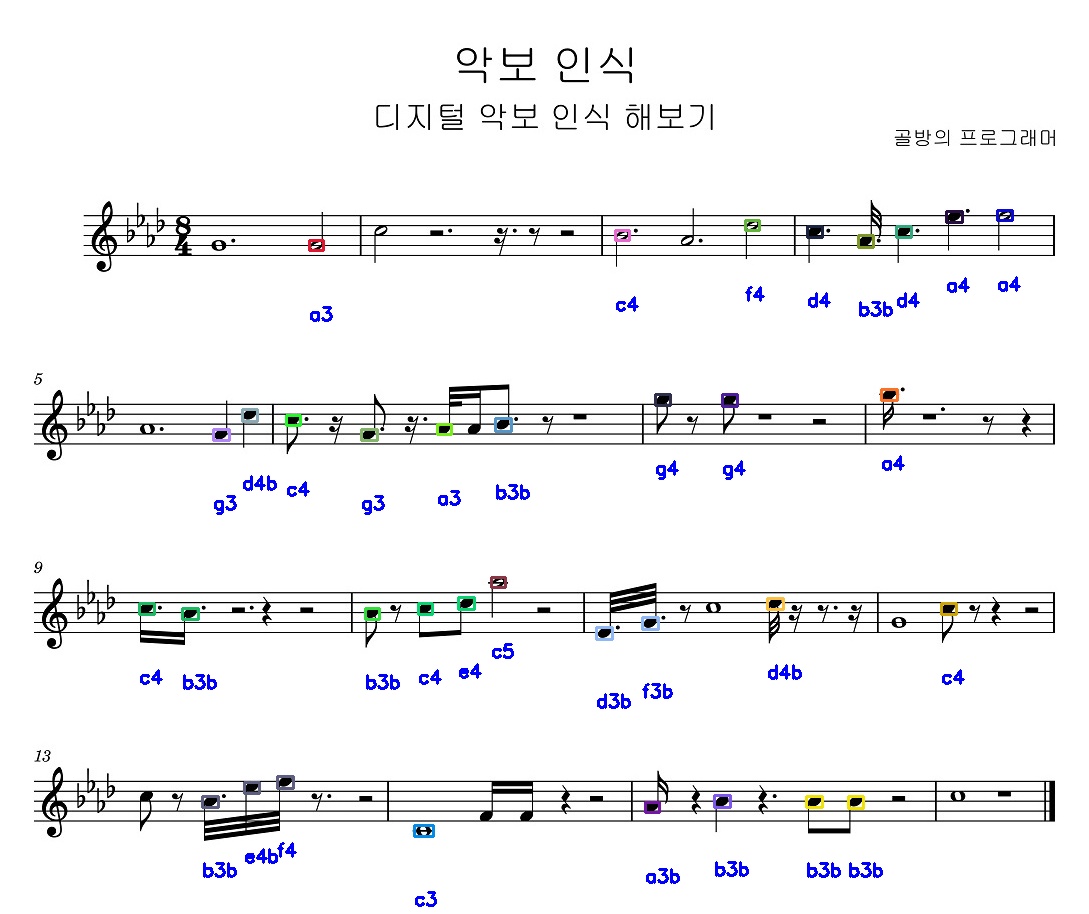 악보 인식
디지털 악보 인식 해보기
골방의 프로그래머
8
4
a3 c4 f4 d4 b3b d4 a4 a4
5
g3 d4b c4 g3 a3 b3b g4 g4 a4
9
c4 b3b b3b c4 e4 c5 d3b f3b d4b c4
13
b3b e4b f4 c3 a3b b3b b3b b3b